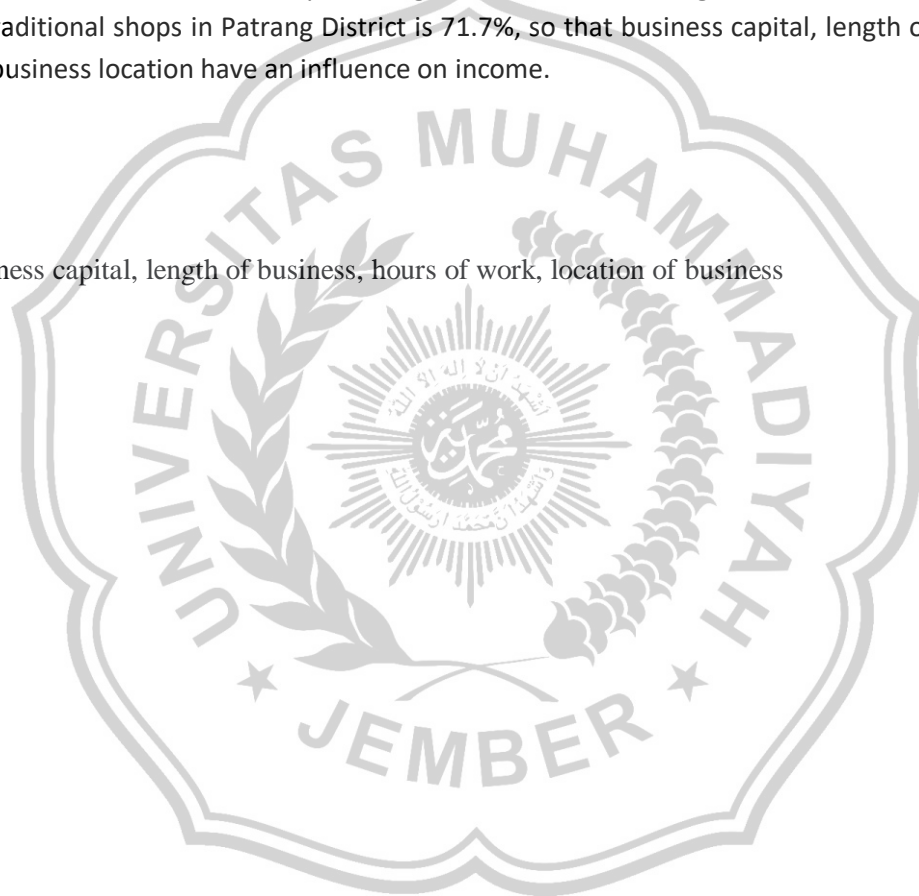 raditional shops in Patrang District is 71.7%, so that business capital, length o
business location have an influence on income.
ness capital, length of business, hours of work, location of business
UNIVERSITAS MUHAMMADIYAH
JEMBER